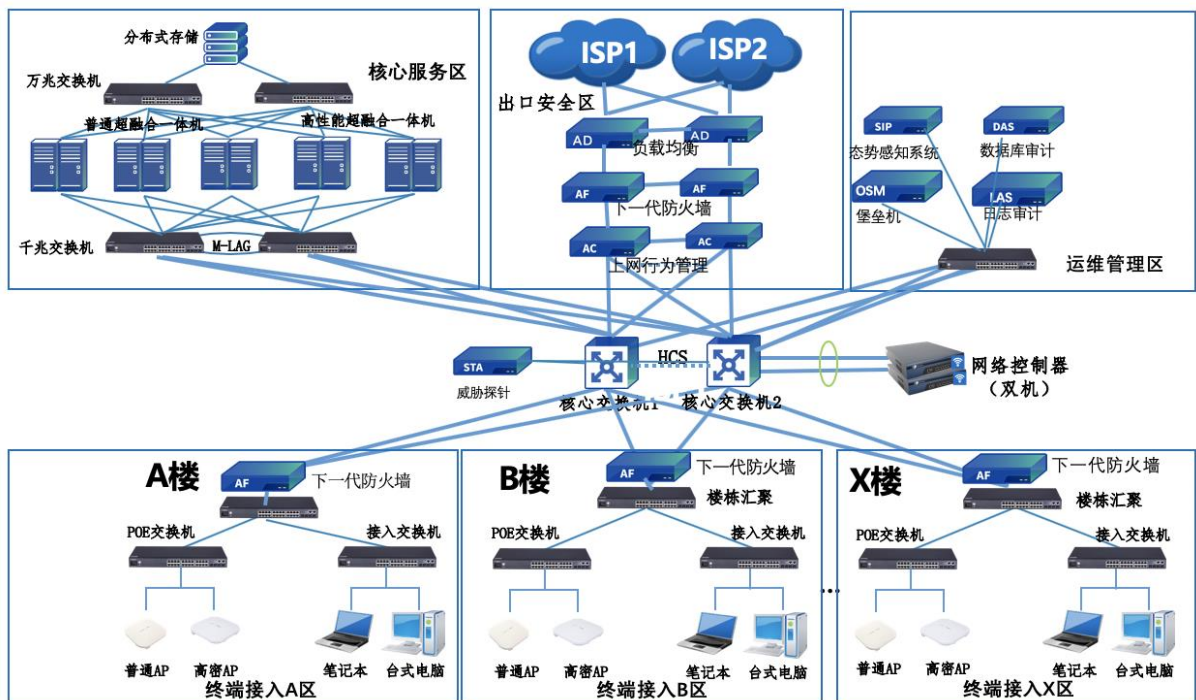 分布式存储
核心服务区
万兆交换机
普通超融合一体机
高性能超融合一体机
千兆交换机
M-LAG
ISP1
ISP2
出口安全区
AD
AD
负载均衡
AF
AF
下一代防火墙
AC
AC
上网行为管理
SIP
DAS
态势感知系统
数据库审计
OSM
LAS
堡垒机
日志审计
运维管理区
STA
威胁探针
HCS
核心交换机1
核心交换机2
网络控制器
（双机）
A楼
AF
下一代防火墙
POE交换机
接入交换机
普通AP
高密AP
笔记本
台式电脑
终端接入A区
B楼
AF
下一代防火墙
楼栋汇聚
POE交换机
接入交换机
普通AP
高密AP
笔记本
台式电脑
终端接入B区
...
X楼
AF
下一代防火墙
楼栋汇聚
POE交换机
接入交换机
普通AP
高密AP
笔记本
台式电脑
终端接入X区